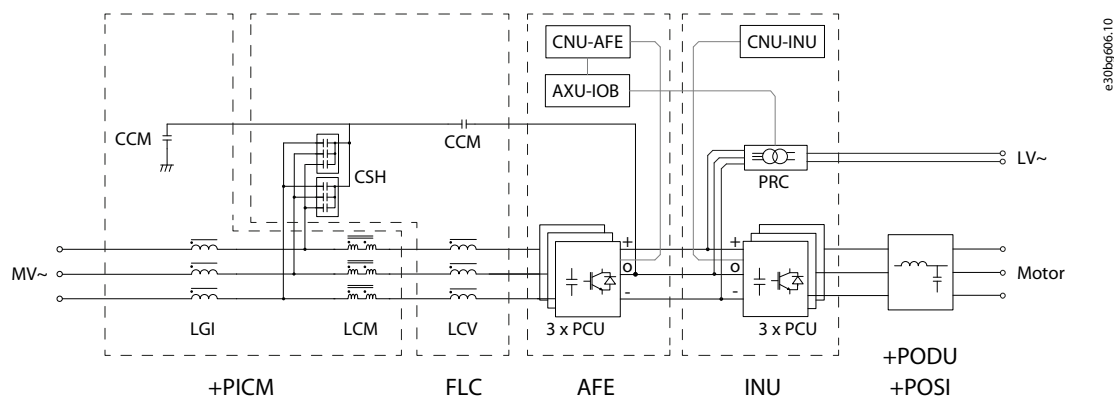 e30bg606.10
CNU-AFE
CNU-INU
AXU-IOB
CCM
CCM
CSH
PRC
LV~
MV~
+
o
-
+
o
-
Motor
LGI
LCM
LCV
3 x PCU
3 x PCU
+PICM
FLC
AFE
INU
+PODU
+POSI